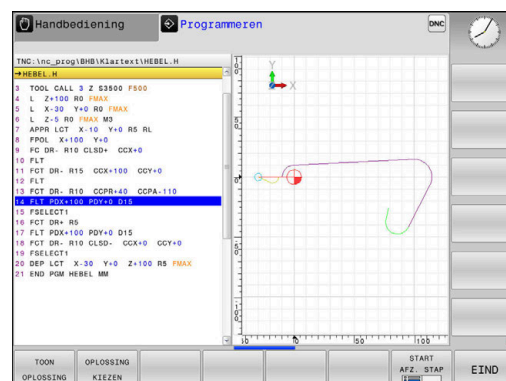 Handbediening
Programmeren
DNC
TNC:\nc_prog\BHB\Klartext\HEBEL.H
→HEBEL.H
3 TOOL CALL 3 Z S3500 F500
4 L Z+100 R0 FMAX
5 L X-30 Y+0 R0 FMAX
6 L Z-5 R0 FMAX M3
7 APPR LCT X-10 Y+0 R5 RL
8 FPOL X+100 Y+0
9 FC DR- R10 CLSD+ CCX+0
10 FLT
11 FCT DR- R15 CCX+100 CCY+0
12 FLT
13 FCT DR- R10 CCPR+40 CCPA-110
14 FLT PDX+100 PDY+0 D15
15 FSELECT1
16 FCT DR+ R5
17 FLT PDX+100 PDY+0 D15
18 FCT DR- R10 CLSD- CCX+0 CCY+0
19 FSELECT1
20 DEP LCT X-30 Y+0 Z+100 R5 FMAX
21 END PGM HEBEL MM
Y
X
100
50
0
50
100
0
50
100
TOON
OPLOSSING
OPLOSSING
KIEZEN
START
AFZ. STAP
EIND